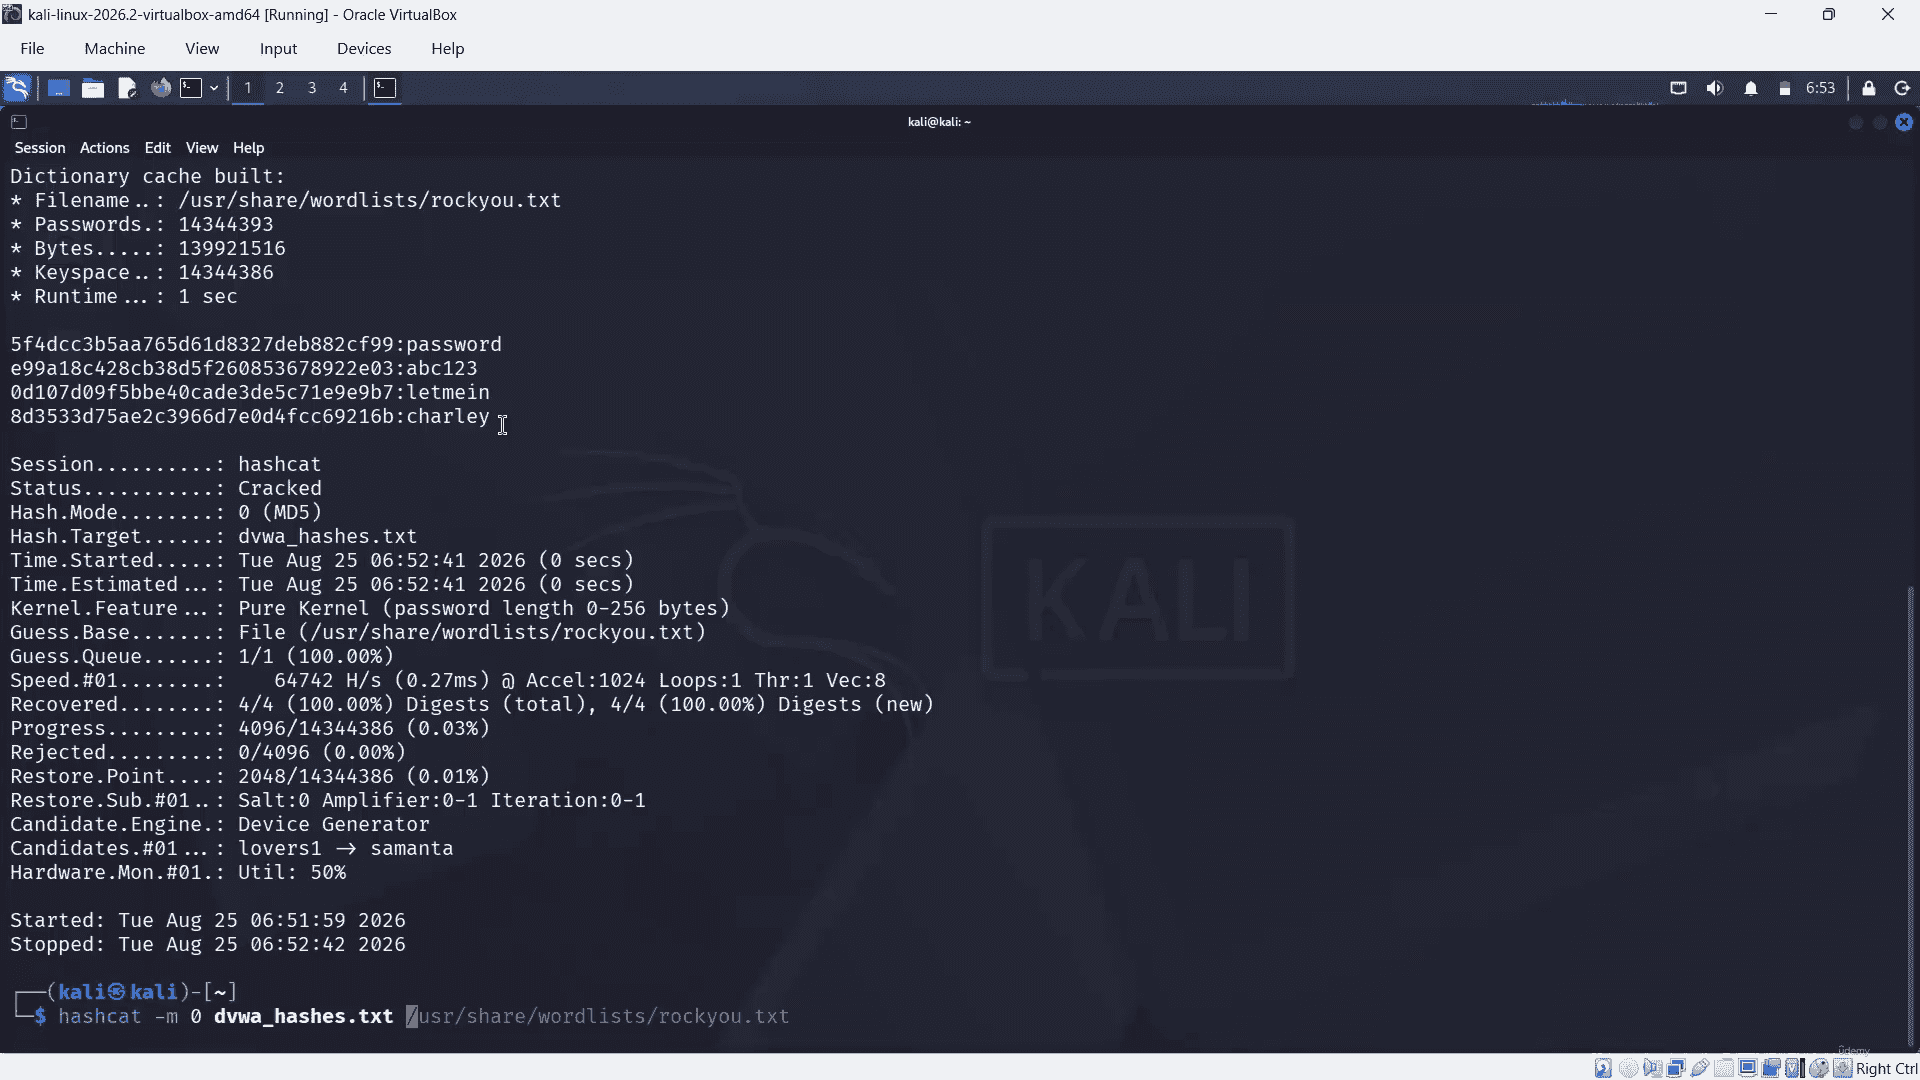 kali-linux-2026.2-virtualbox-amd64 [Running] - Oracle VirtualBox
File Machine View Input Devices Help
1 2 3 4 6:53
kali@kali: ~
Session Actions Edit View Help
Dictionary cache built:
* Filename..: /usr/share/wordlists/rockyou.txt
* Passwords.: 14344393
* Bytes.....: 139921516
* Keyspace..: 14344386
* Runtime...: 1 sec
5f4dcc3b5aa765d61d8327deb882cf99:password
e99a18c428cb38d5f260853678922e03:abc123
0d107d09f5bbe40cade3de5c71e9e9b7:letmein
8d3533d75ae2c3966d7e0d4fcc69216b:charley
Session..........: hashcat
Status...........: Cracked
Hash.Mode........: 0 (MD5)
Hash.Target......: dvwa_hashes.txt
Time.Started.....: Tue Aug 25 06:52:41 2026 (0 secs)
Time.Estimated...: Tue Aug 25 06:52:41 2026 (0 secs)
Kernel.Feature...: Pure Kernel (password length 0-256 bytes)
Guess.Base.......: File (/usr/share/wordlists/rockyou.txt)
Guess.Queue......: 1/1 (100.00%)
Speed.#01........:    64742 H/s (0.27ms) @ Accel:1024 Loops:1 Thr:1 Vec:8
Recovered........: 4/4 (100.00%) Digests (total), 4/4 (100.00%) Digests (new)
Progress.........: 4096/14344386 (0.03%)
Rejected.........: 0/4096 (0.00%)
Restore.Point....: 2048/14344386 (0.01%)
Restore.Sub.#01..: Salt:0 Amplifier:0-1 Iteration:0-1
Candidate.Engine.: Device Generator
Candidates.#01...: lovers1 → samanta
Hardware.Mon.#01.: Util: 50%
Started: Tue Aug 25 06:51:59 2026
Stopped: Tue Aug 25 06:52:42 2026
┌──(kali㉿kali)-[~]
└─$ hashcat -m 0 dvwa_hashes.txt /usr/share/wordlists/rockyou.txt
KALI
ûdemy
Right Ctrl